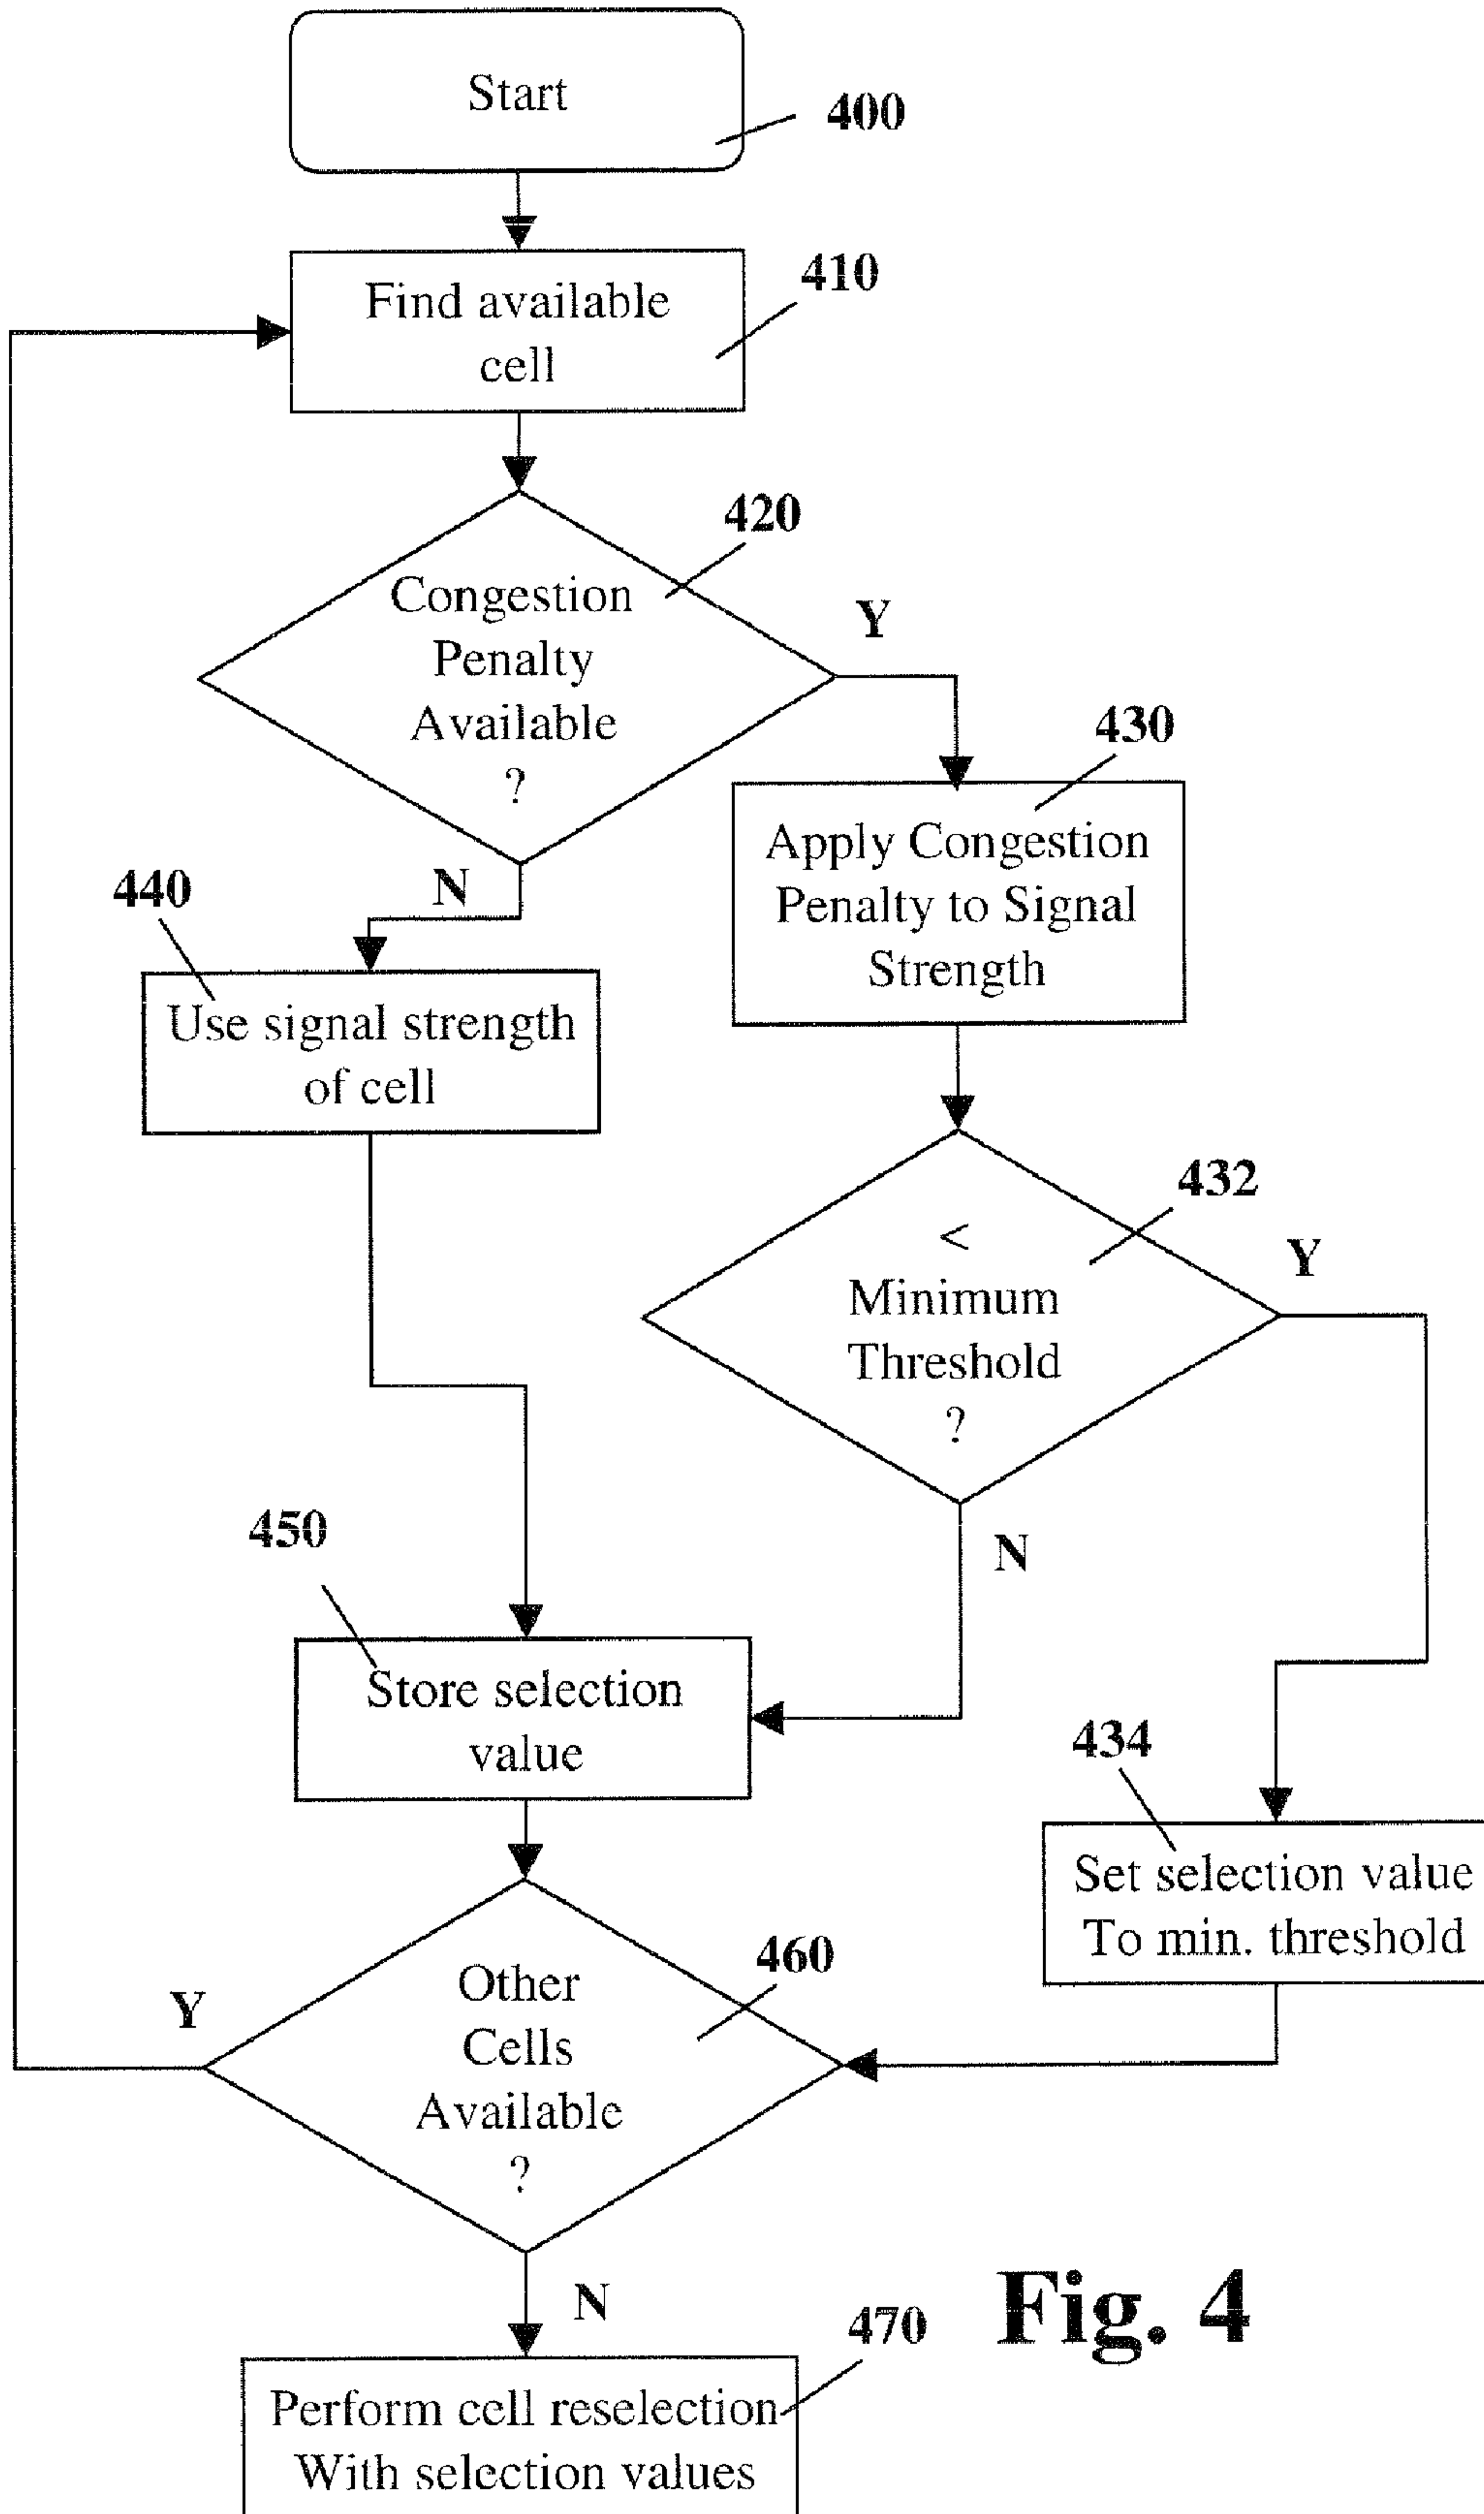 Start
400
410
Find available
cell
420
Congestion
Penalty
Available
?
Y
430
Apply Congestion
Penalty to Signal
Strength
N
440
Use signal strength
of cell
432
<
Minimum
Threshold
?
Y
N
450
Store selection
value
434
Set selection value
To min. threshold
460
Other
Cells
Available
?
Y
N
470
Perform cell reselection
With selection values
Fig. 4